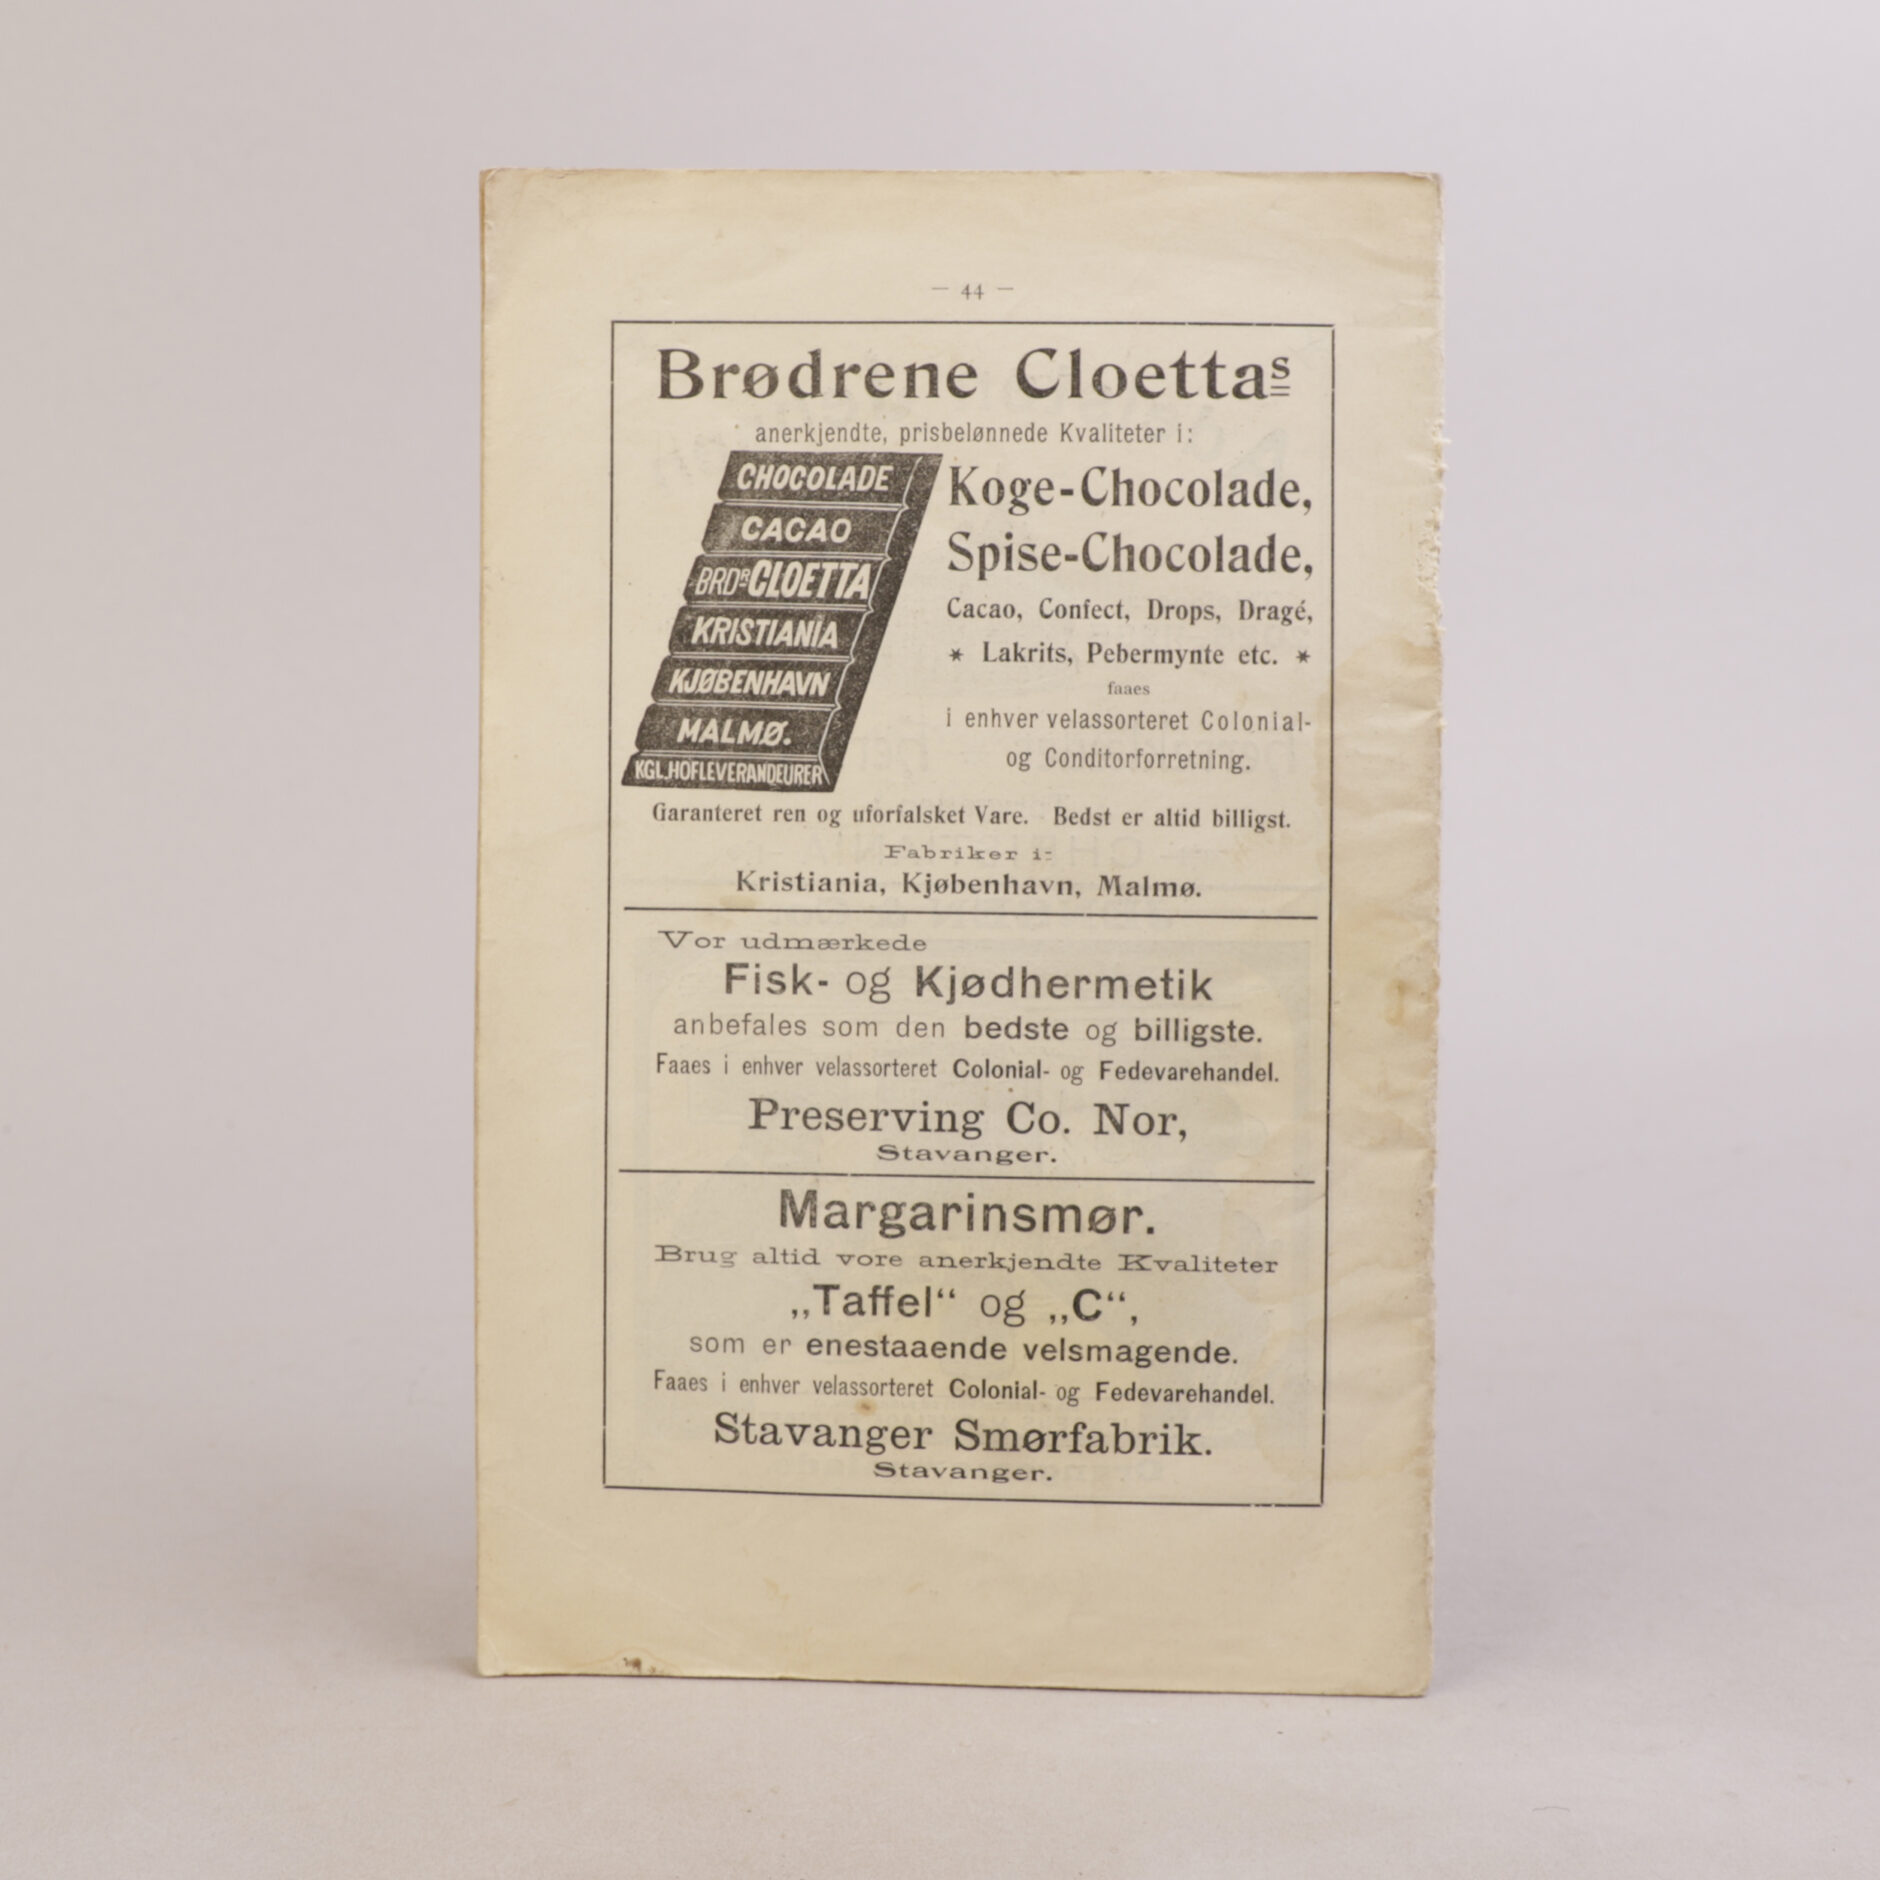 — 44 —
Brødrene Cloettas
anerkjendte, prisbelønnede Kvaliteter i:
CHOCOLADE
CACAO
BRDR CLOETTA
KRISTIANIA
KJØBENHAVN
MALMØ.
KGL. HOFLEVERANDEURER
Koge-Chocolade,
Spise-Chocolade,
Cacao, Confect, Drops, Dragé,
* Lakrits, Pebermynte etc. *
faaes
i enhver velassorteret Colonial-
og Conditorforretning.
Garanteret ren og uforfalsket Vare. Bedst er altid billigst.
Fabriker i:
Kristiania, Kjøbenhavn, Malmø.
Vor udmærkede
Fisk- og Kjødhermetik
anbefales som den bedste og billigste.
Faaes i enhver velassorteret Colonial- og Fedevarehandel.
Preserving Co. Nor,
Stavanger.
Margarinsmør.
Brug altid vore anerkjendte Kvaliteter
„Taffel“ og „C“,
som er enestaaende velsmagende.
Faaes i enhver velassorteret Colonial- og Fedevarehandel.
Stavanger Smørfabrik.
Stavanger.